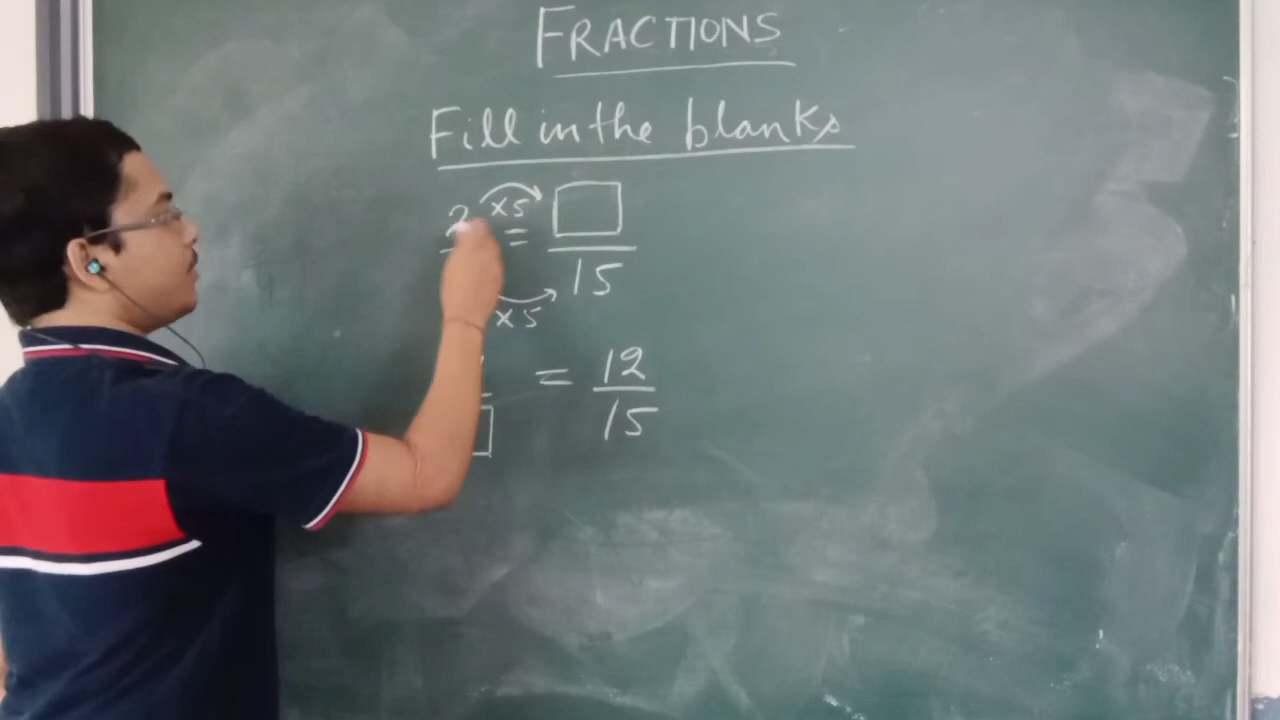 FRACTIONS
Fill in the blanks
2 ×5 = □
15
×5
= 12
15